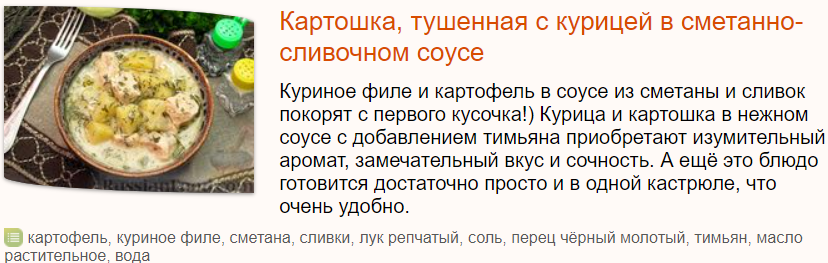 Картошка, тушенная с курицей в сметанно-
сливочном соусе
Куриное филе и картофель в соусе из сметаны и сливок
покорят с первого кусочка!) Курица и картошка в нежном
соусе с добавлением тимьяна приобретают изумительный
аромат, замечательный вкус и сочность. А ещё это блюдо
готовится достаточно просто и в одной кастрюле, что
очень удобно.
картофель, куриное филе, сметана, сливки, лук репчатый, соль, перец чёрный молотый, тимьян, масло
растительное, вода